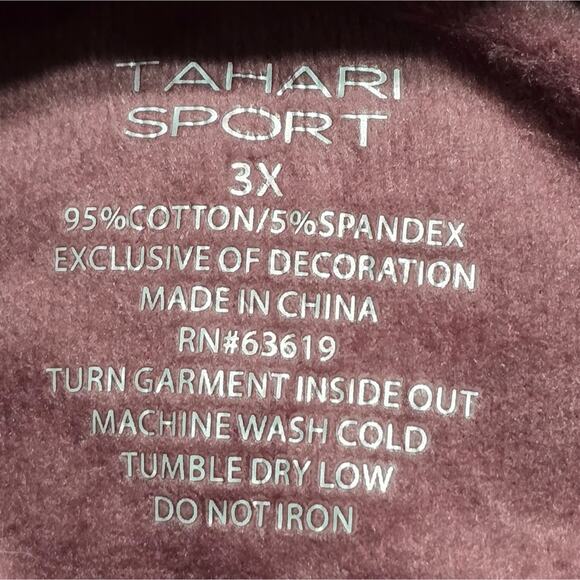 TAHARI
SPORT
3X
95%COTTON/5%SPANDEX
EXCLUSIVE OF DECORATION
MADE IN CHINA
RN#63619
TURN GARMENT INSIDE OUT
MACHINE WASH COLD
TUMBLE DRY LOW
DO NOT IRON